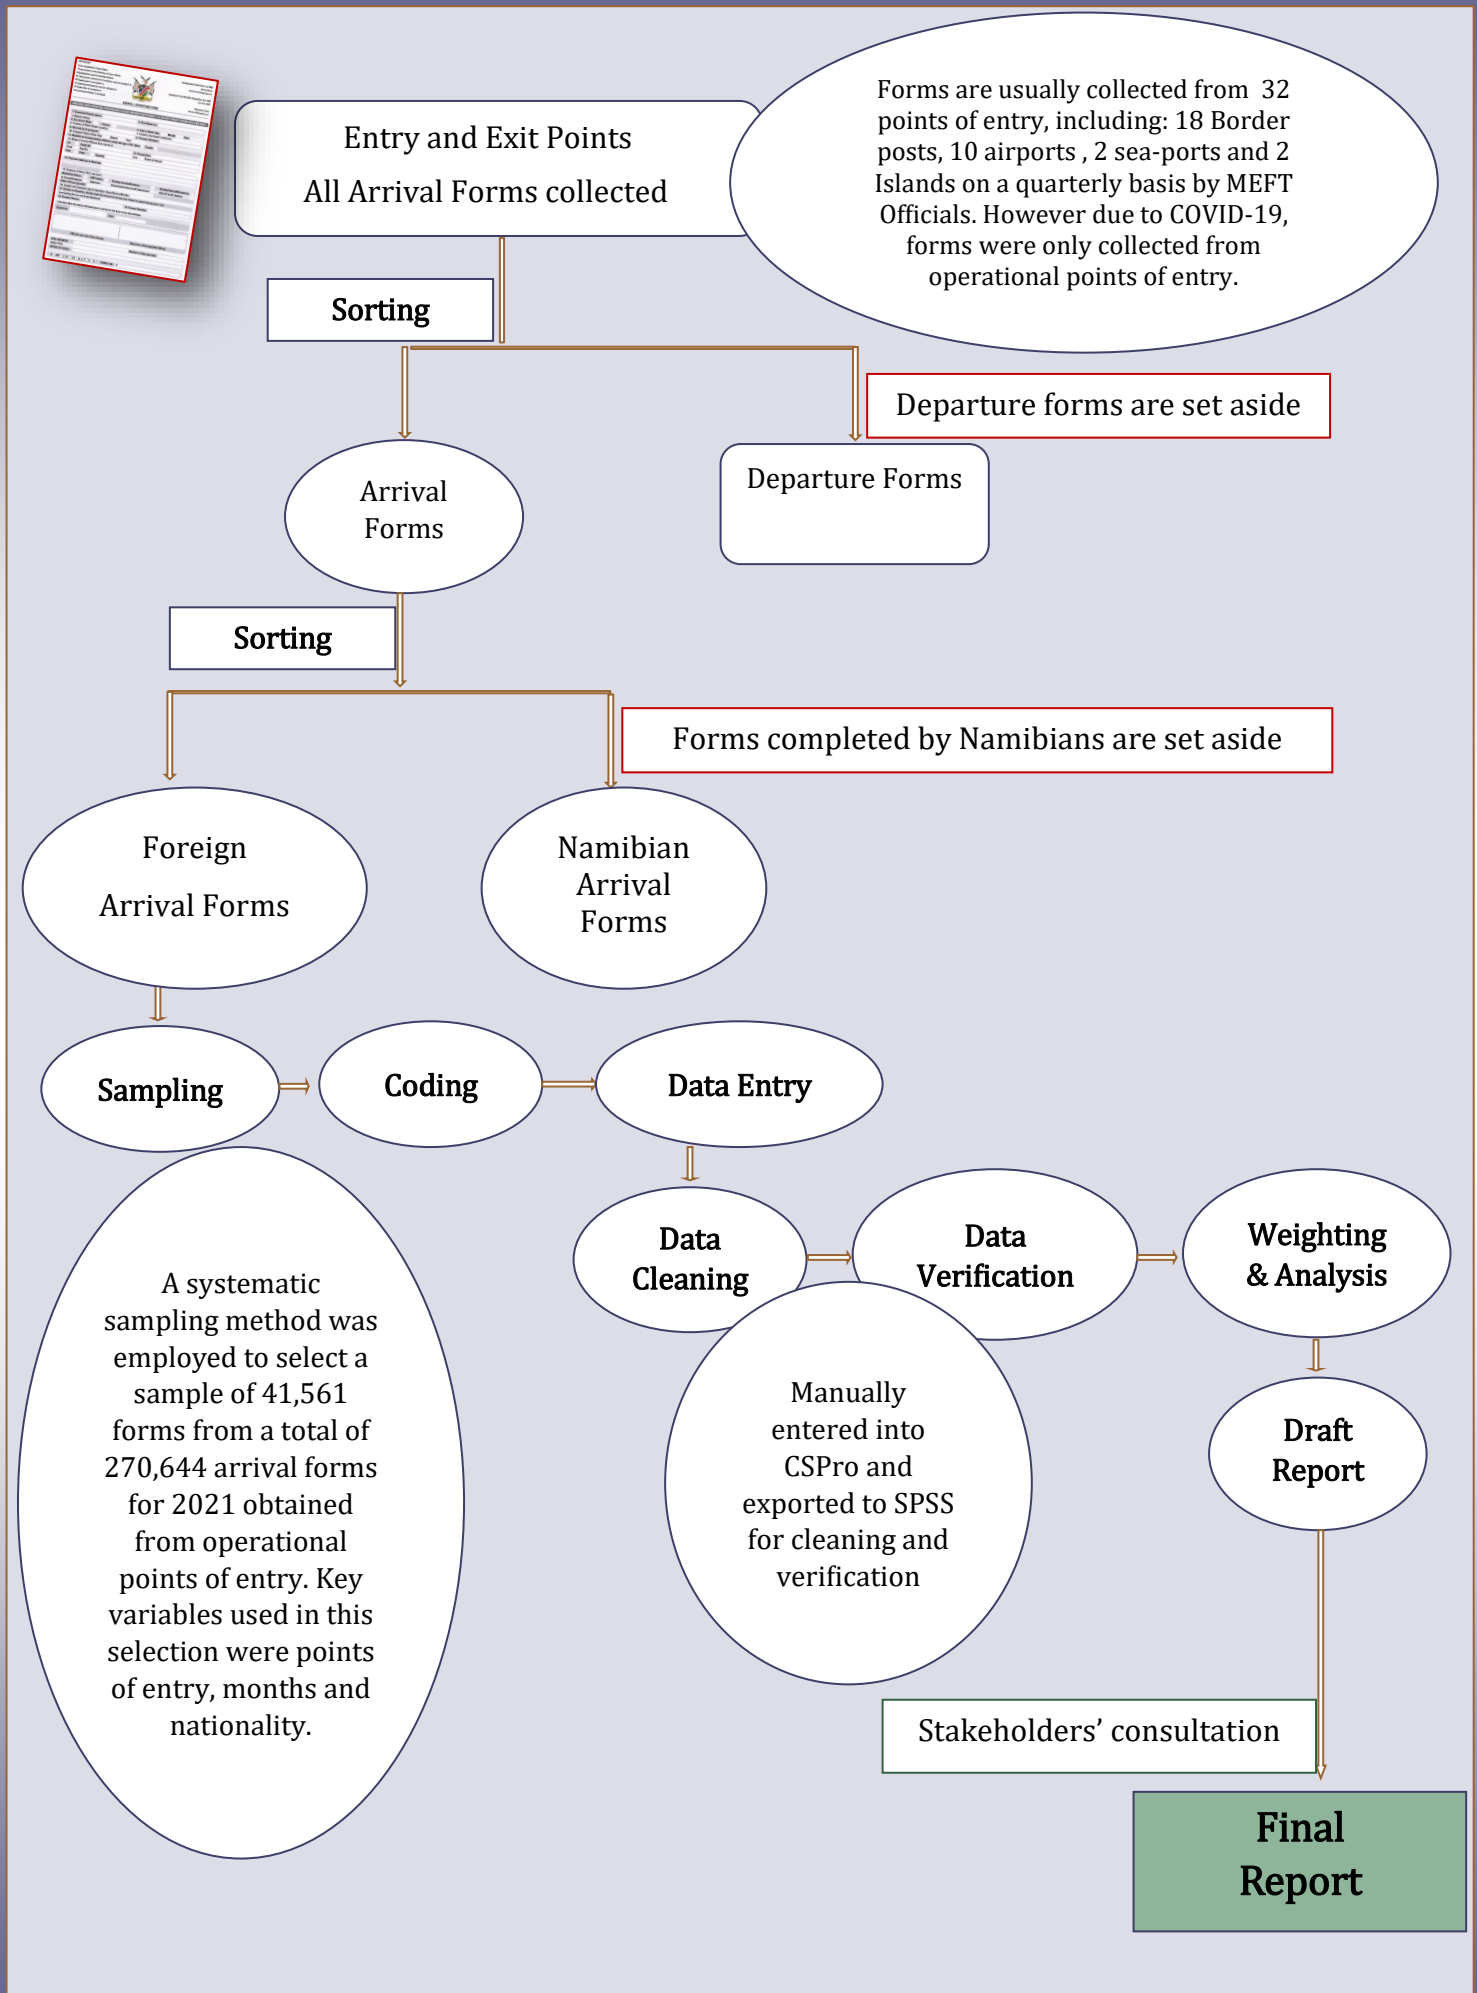 Entry and Exit Points
All Arrival Forms collected
Forms are usually collected from 32
points of entry, including: 18 Border
posts, 10 airports , 2 sea-ports and 2
Islands on a quarterly basis by MEFT
Officials. However due to COVID-19,
forms were only collected from
operational points of entry.
Sorting
Departure forms are set aside
Arrival
Forms
Departure Forms
Sorting
Forms completed by Namibians are set aside
Foreign
Arrival Forms
Namibian
Arrival
Forms
Sampling
Coding
Data Entry
Data
Cleaning
Data
Verification
Weighting
& Analysis
A systematic
sampling method was
employed to select a
sample of 41,561
forms from a total of
270,644 arrival forms
for 2021 obtained
from operational
points of entry. Key
variables used in this
selection were points
of entry, months and
nationality.
Manually
entered into
CSPro and
exported to SPSS
for cleaning and
verification
Draft
Report
Stakeholders’ consultation
Final
Report